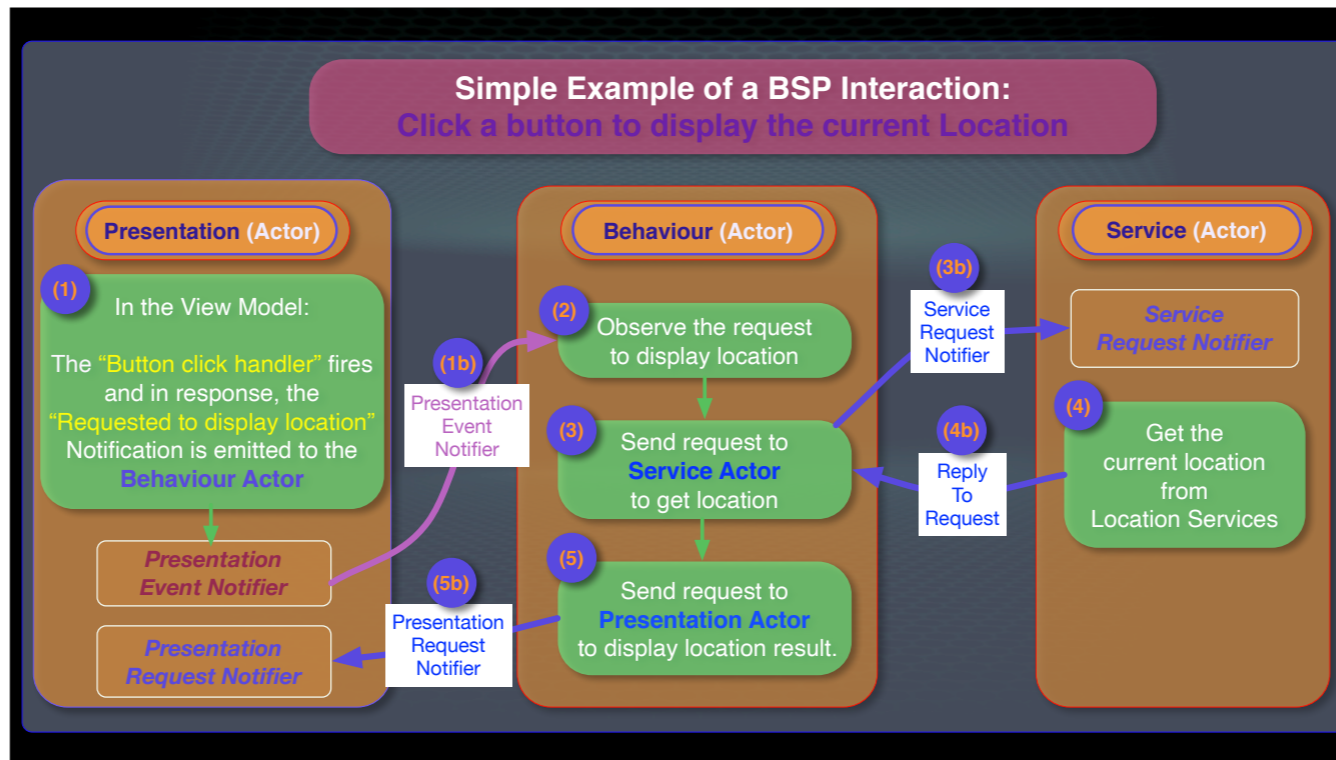 Simple Example of a BSP Interaction:
Click a button to display the current Location
Presentation (Actor)
(1)
In the View Model:
The “Button click handler” fires
and in response, the
“Requested to display location”
Notification is emitted to the
Behaviour Actor
Presentation
Event Notifier
Presentation
Request Notifier
(1b)
Presentation
Event
Notifier
(5b)
Presentation
Request
Notifier
Behaviour (Actor)
(2)
Observe the request
to display location
(3)
Send request to
Service Actor
to get location
(5)
Send request to
Presentation Actor
to display location result.
(3b)
Service
Request
Notifier
(4b)
Reply
To
Request
Service (Actor)
Service
Request Notifier
(4)
Get the
current location
from
Location Services